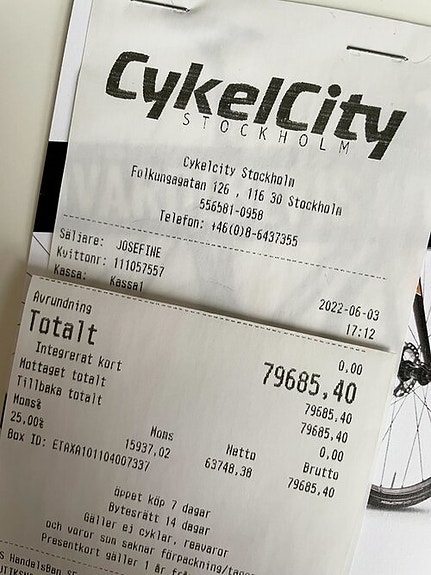 CykelCity
STOCKHOLM
Cykelcity Stockholm
Folkungagatan 126 , 116 30 Stockholm
556581-0958
Telefon: +46(0)8-6437355
Säljare: JOSEFINE
Kvittonr: 111057557
Kassa: Kassa1
2022-06-03
17:12
Avrundning 0,00
Totalt 79685,40
Integrerat kort 79685,40
Mottaget totalt 79685,40
Tillbaka totalt 0,00
Moms% Moms Netto Brutto
25,00% 15937,02 63748,38 79685,40
Box ID: ETAXA101104007337
öppet köp 7 dagar
Bytesrätt 14 dagar
Gäller ej cyklar, reavaror
och varor som saknar förpackning/
Presentkort gäller 1 år